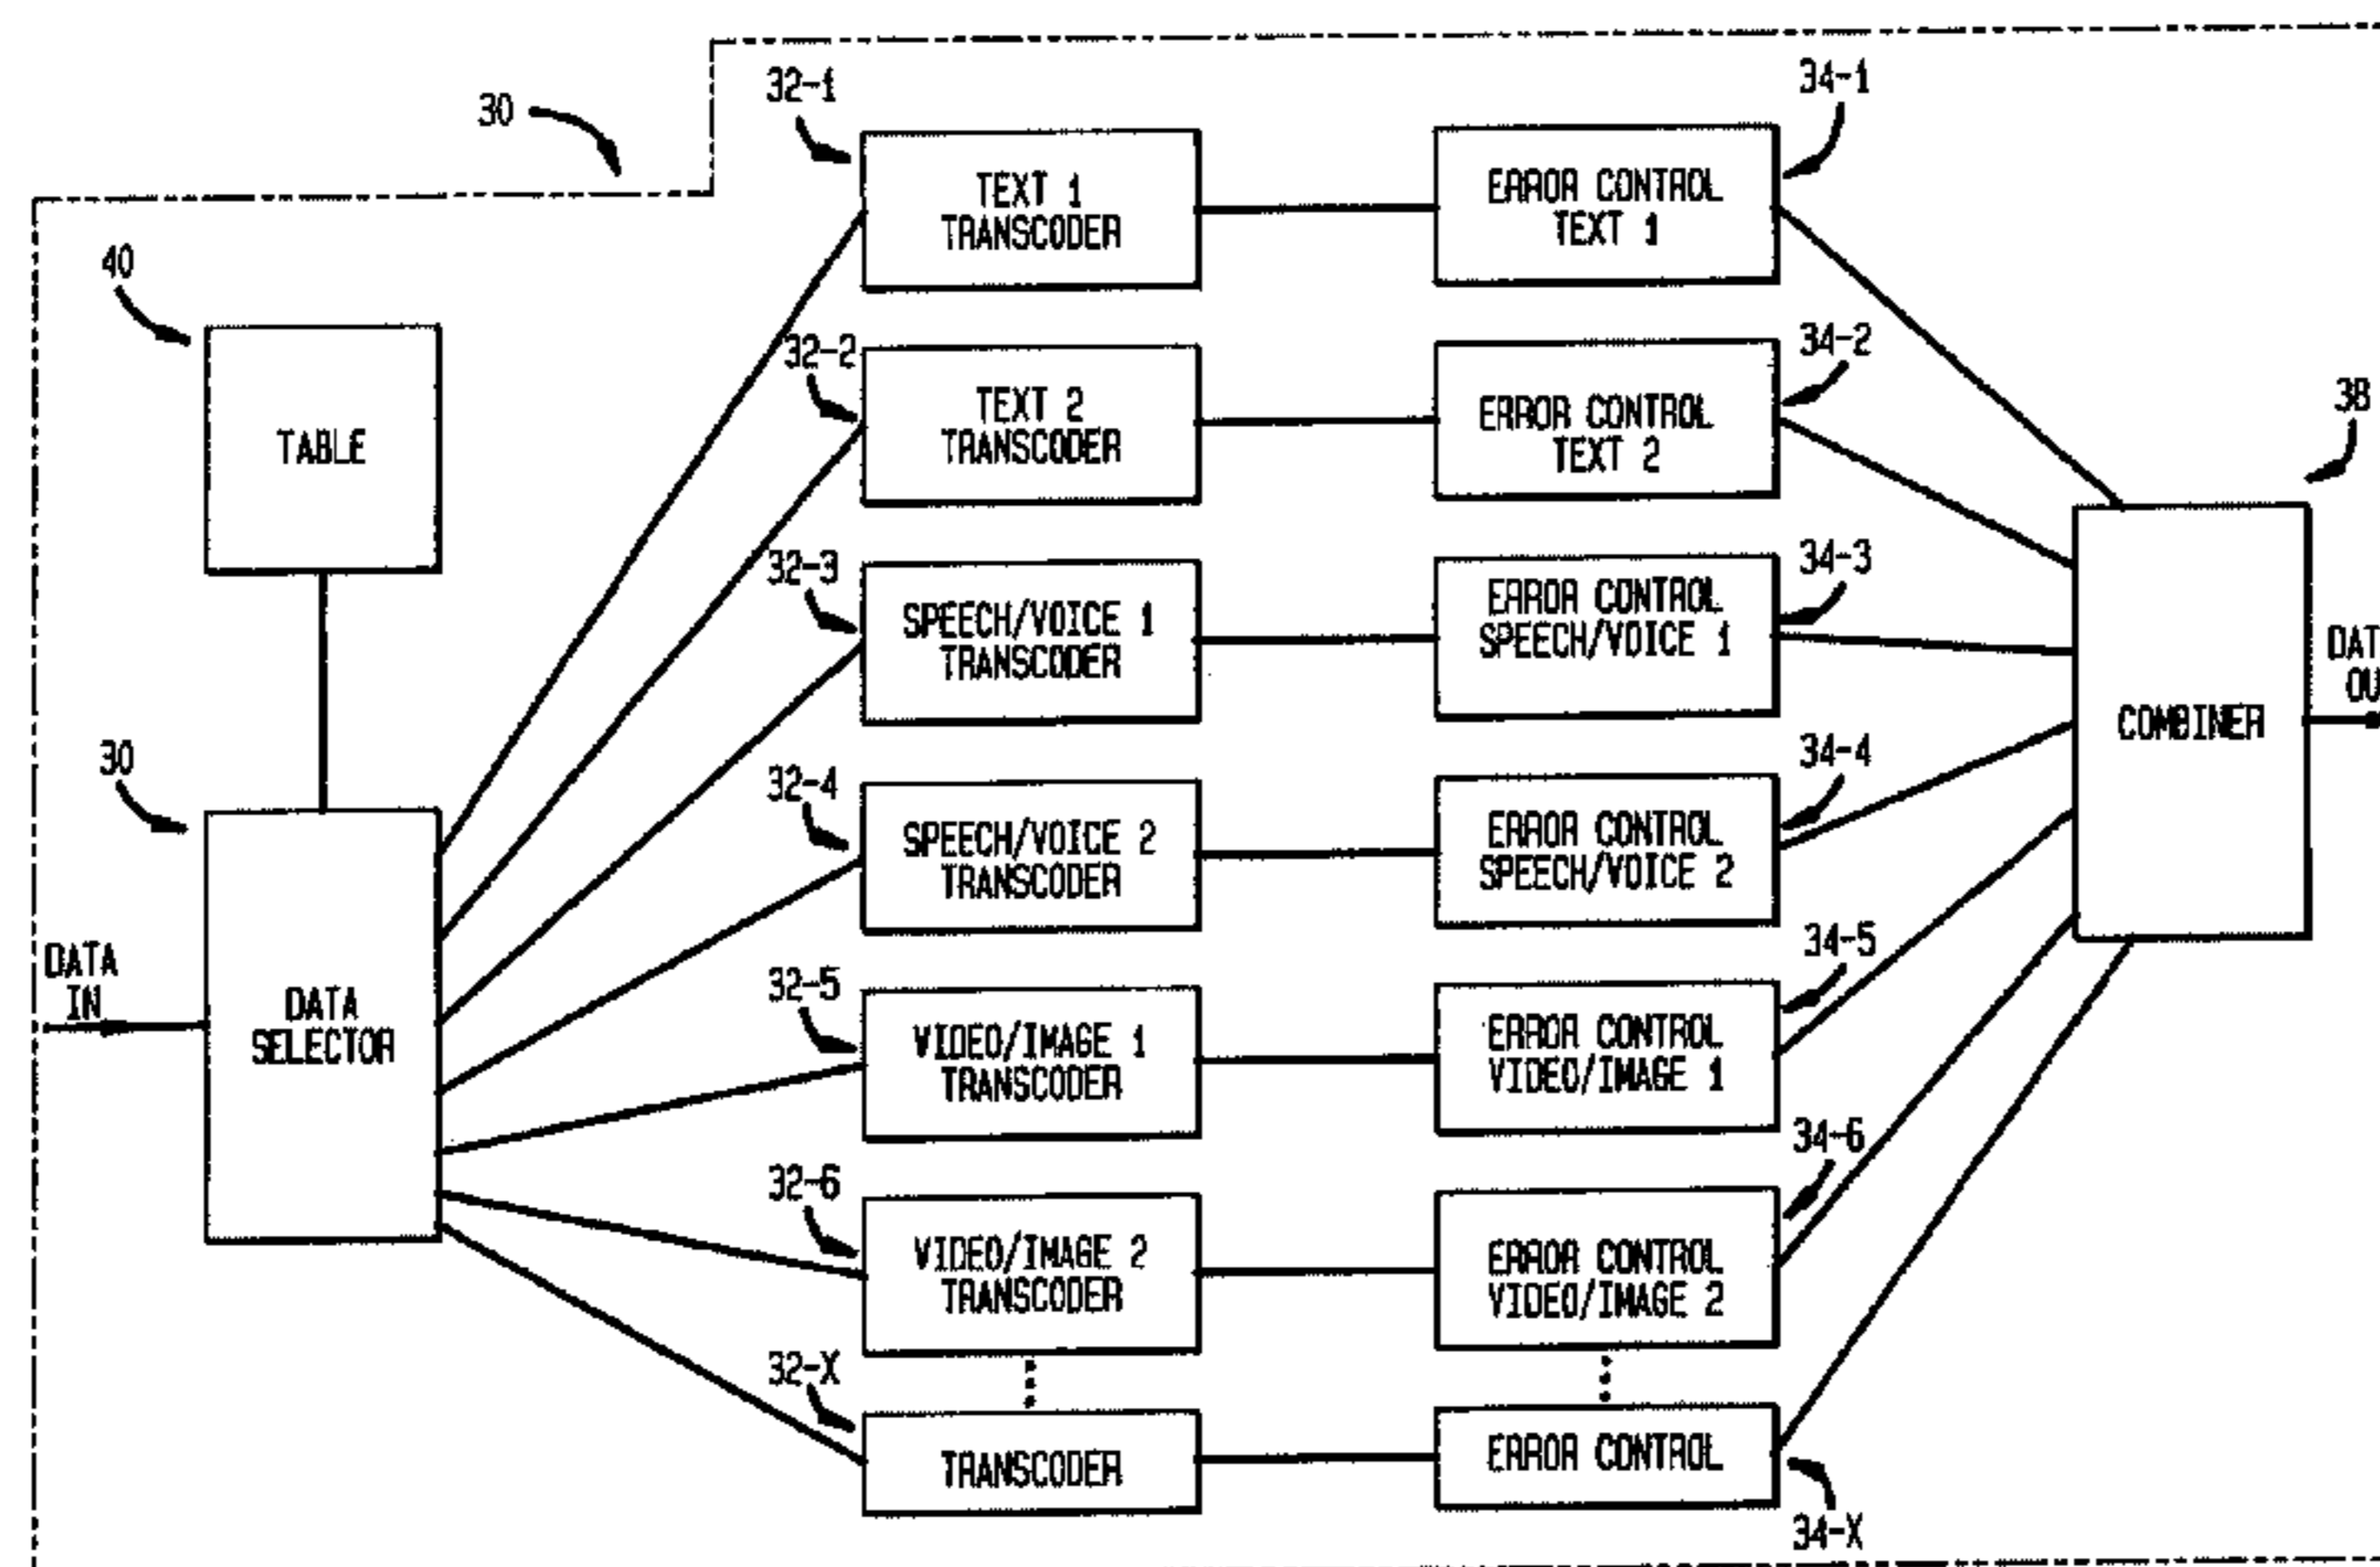 30
32-1
34-1
TEXT 1
TRANSCODER
ERROR CONTROL
TEXT 1
40
TABLE
32-2
34-2
TEXT 2
TRANSCODER
ERROR CONTROL
TEXT 2
38
32-3
34-3
SPEECH/VOICE 1
TRANSCODER
ERROR CONTROL
SPEECH/VOICE 1
COMBINER
DAT
OU
30
DATA
IN
DATA
SELECTOR
32-4
34-4
SPEECH/VOICE 2
TRANSCODER
ERROR CONTROL
SPEECH/VOICE 2
32-5
34-5
VIDEO/IMAGE 1
TRANSCODER
ERROR CONTROL
VIDEO/IMAGE 1
32-6
34-6
VIDEO/IMAGE 2
TRANSCODER
ERROR CONTROL
VIDEO/IMAGE 2
32-X
TRANSCODER
ERROR CONTROL
34-X